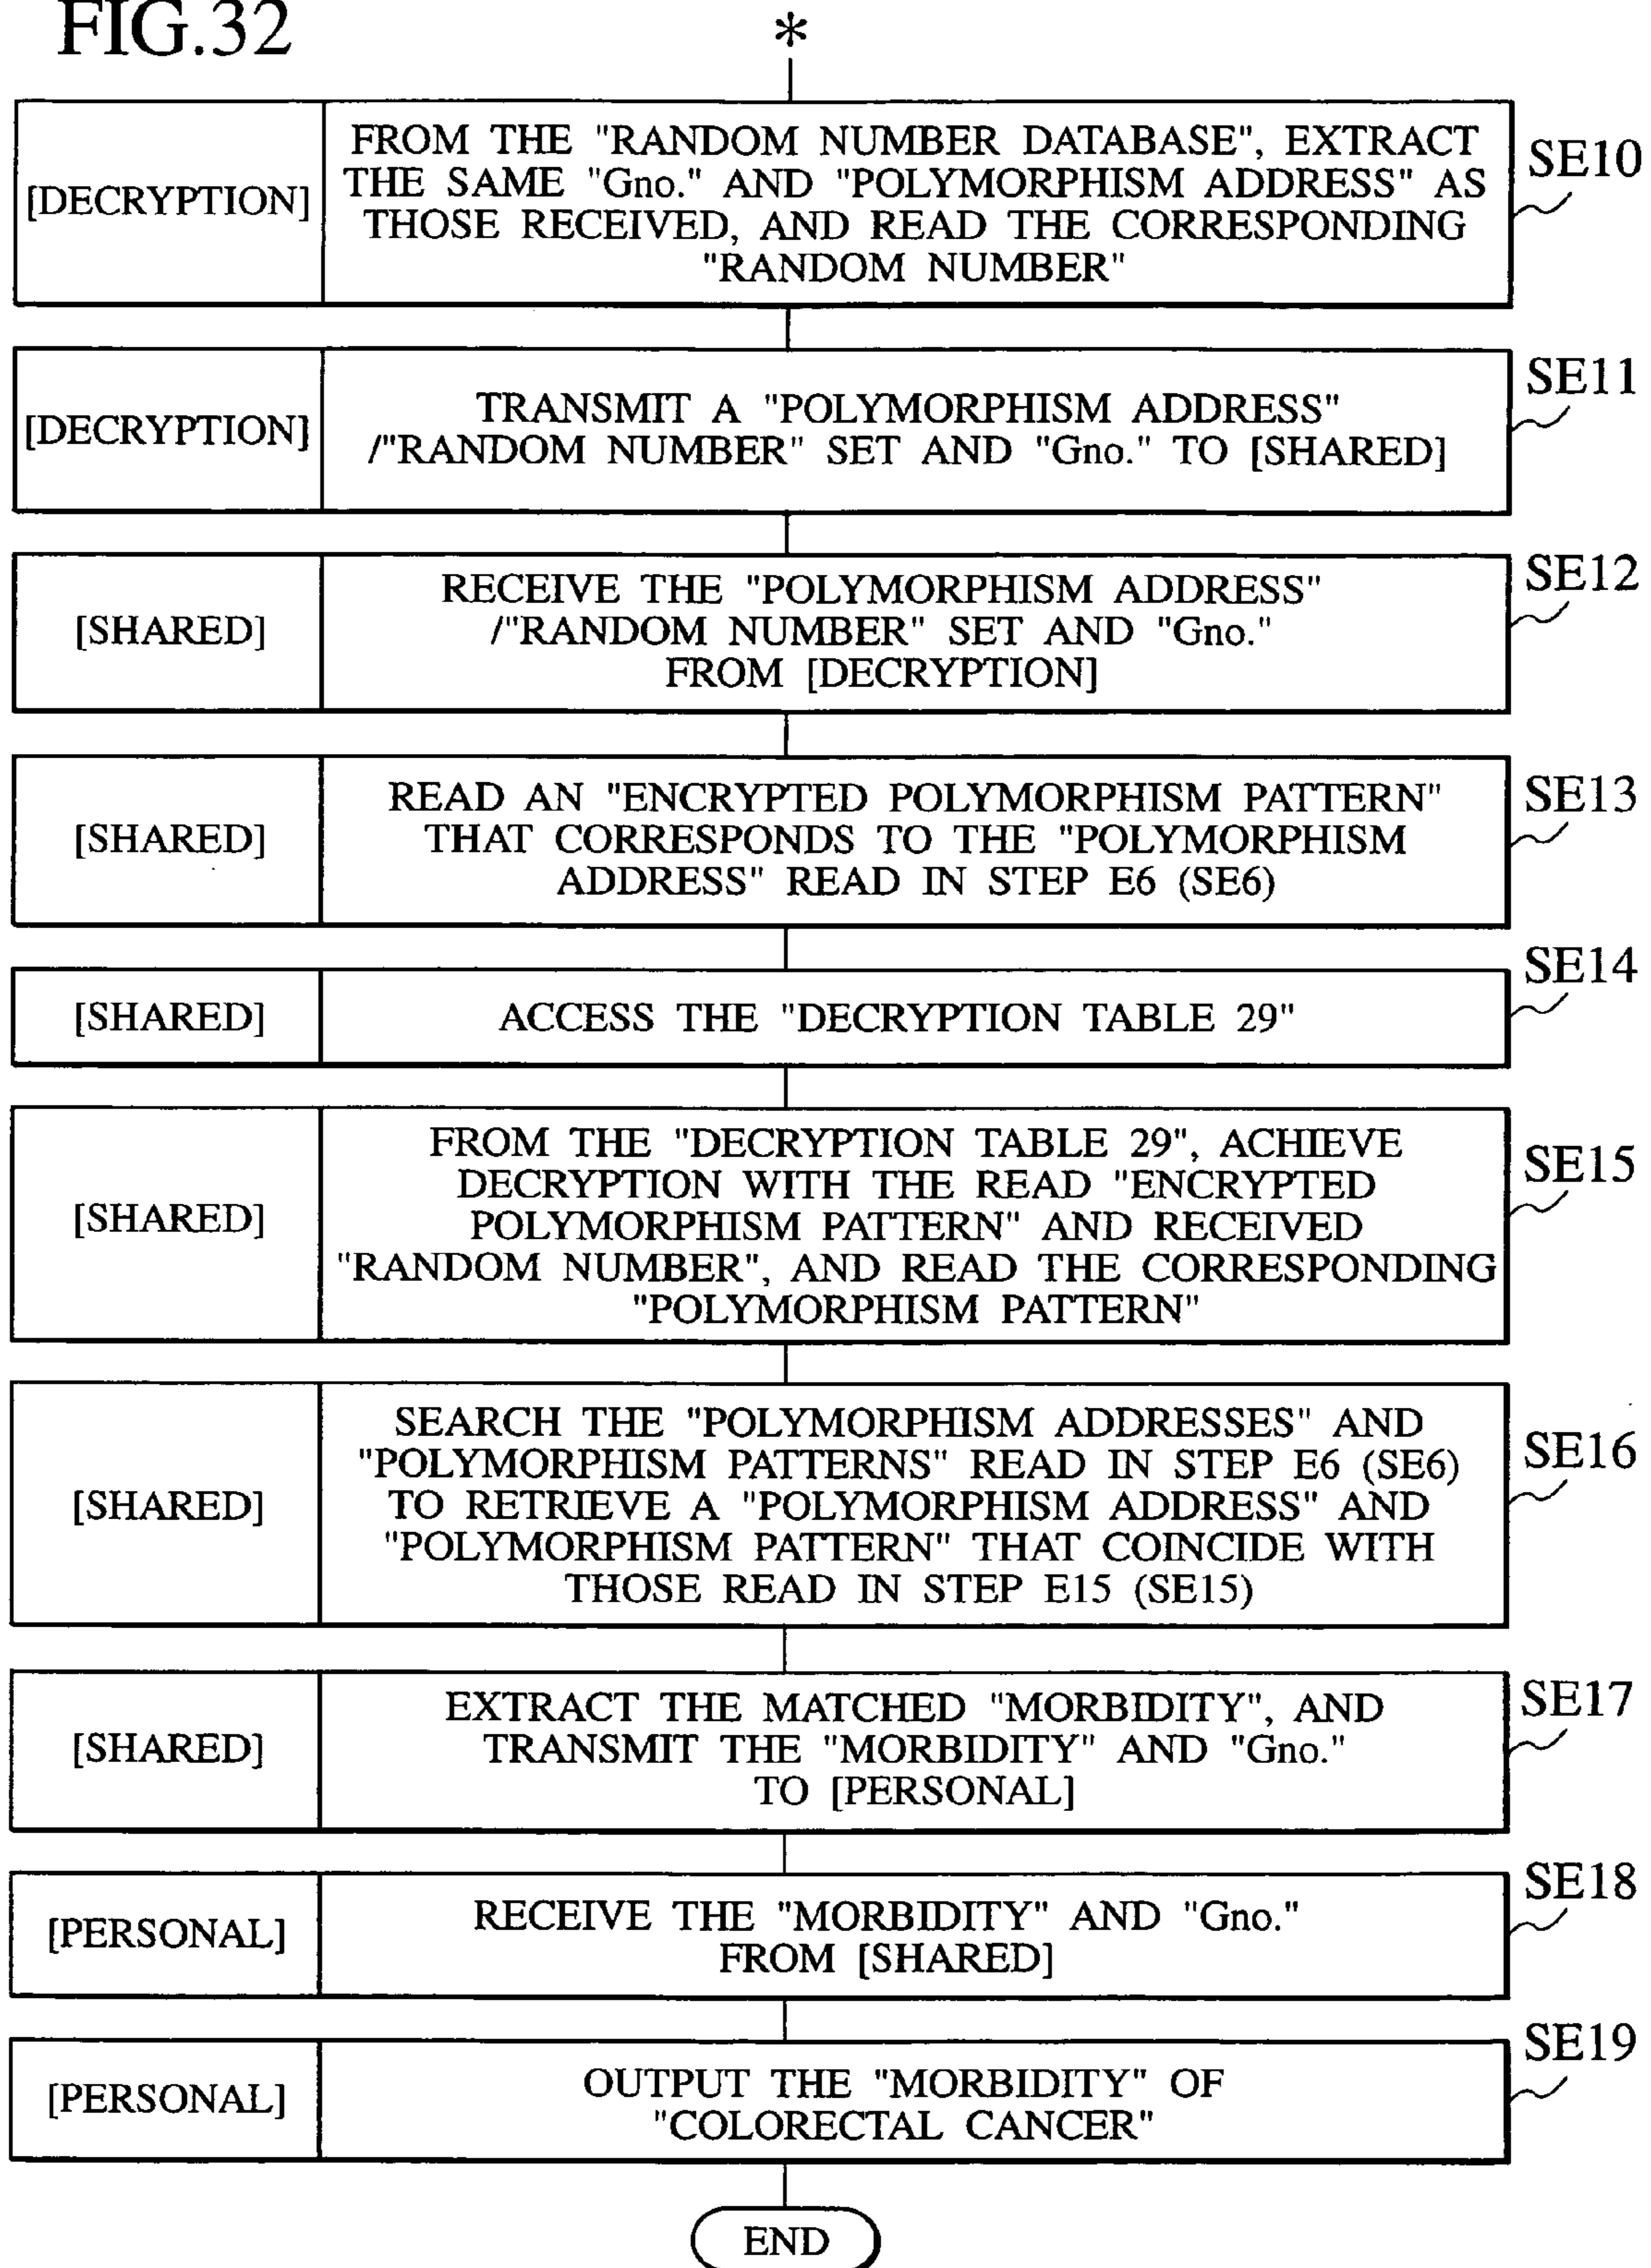 FIG.32
*
[DECRYPTION]
FROM THE "RANDOM NUMBER DATABASE", EXTRACT
THE SAME "Gno." AND "POLYMORPHISM ADDRESS" AS
THOSE RECEIVED, AND READ THE CORRESPONDING
"RANDOM NUMBER"
SE10
[DECRYPTION]
TRANSMIT A "POLYMORPHISM ADDRESS"
/"RANDOM NUMBER" SET AND "Gno." TO [SHARED]
SE11
[SHARED]
RECEIVE THE "POLYMORPHISM ADDRESS"
/"RANDOM NUMBER" SET AND "Gno."
FROM [DECRYPTION]
SE12
[SHARED]
READ AN "ENCRYPTED POLYMORPHISM PATTERN"
THAT CORRESPONDS TO THE "POLYMORPHISM
ADDRESS" READ IN STEP E6 (SE6)
SE13
[SHARED]
ACCESS THE "DECRYPTION TABLE 29"
SE14
[SHARED]
FROM THE "DECRYPTION TABLE 29", ACHIEVE
DECRYPTION WITH THE READ "ENCRYPTED
POLYMORPHISM PATTERN" AND RECEIVED
"RANDOM NUMBER", AND READ THE CORRESPONDING
"POLYMORPHISM PATTERN"
SE15
[SHARED]
SEARCH THE "POLYMORPHISM ADDRESSES" AND
"POLYMORPHISM PATTERNS" READ IN STEP E6 (SE6)
TO RETRIEVE A "POLYMORPHISM ADDRESS" AND
"POLYMORPHISM PATTERN" THAT COINCIDE WITH
THOSE READ IN STEP E15 (SE15)
SE16
[SHARED]
EXTRACT THE MATCHED "MORBIDITY", AND
TRANSMIT THE "MORBIDITY" AND "Gno."
TO [PERSONAL]
SE17
[PERSONAL]
RECEIVE THE "MORBIDITY" AND "Gno."
FROM [SHARED]
SE18
[PERSONAL]
OUTPUT THE "MORBIDITY" OF
"COLORECTAL CANCER"
SE19
END